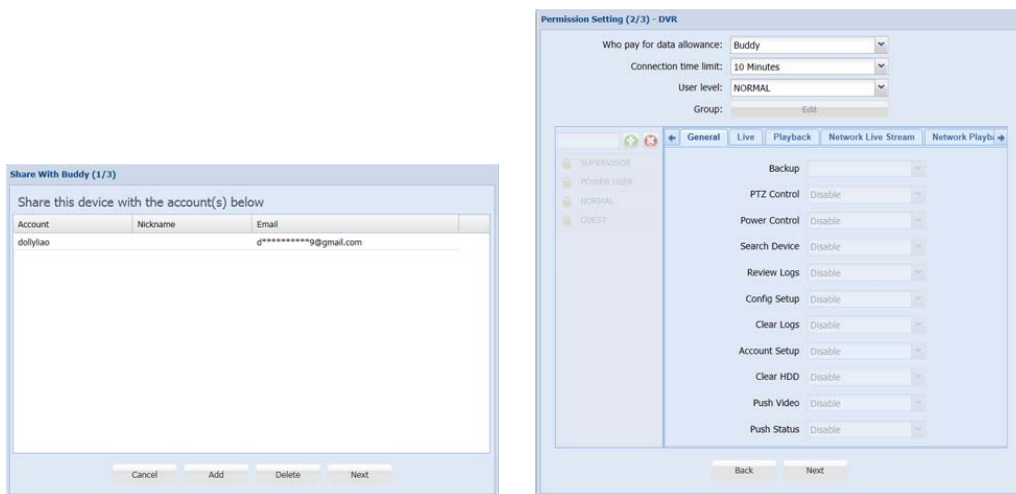 Share With Buddy (1/3)
Share this device with the account(s) below
Account Nickname Email
dollyliao d**********9@gmail.com
Cancel Add Delete Next
Permission Setting (2/3) - DVR
Who pay for data allowance: Buddy
Connection time limit: 10 Minutes
User level: NORMAL
Group: Edit
General Live Playback Network Live Stream Network Playba
SUPERVISOR
POWER USER
NORMAL
GUEST
Backup
PTZ Control Disable
Power Control Disable
Search Device Disable
Review Logs Disable
Config Setup Disable
Clear Logs Disable
Account Setup Disable
Clear HDD Disable
Push Video Disable
Push Status Disable
Back Next